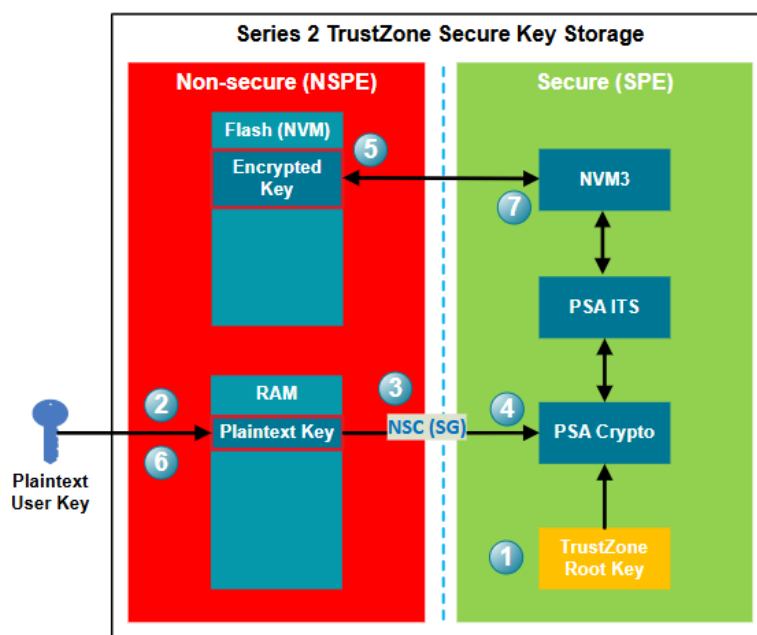 Series 2 TrustZone Secure Key Storage
Non-secure (NSPE)
Secure (SPE)
Flash (NVM)
5
Encrypted
Key
NVM3
7
PSA ITS
RAM
3
2
Plaintext Key
NSC (SG)
4
PSA Crypto
6
Plaintext
User Key
1
TrustZone
Root Key